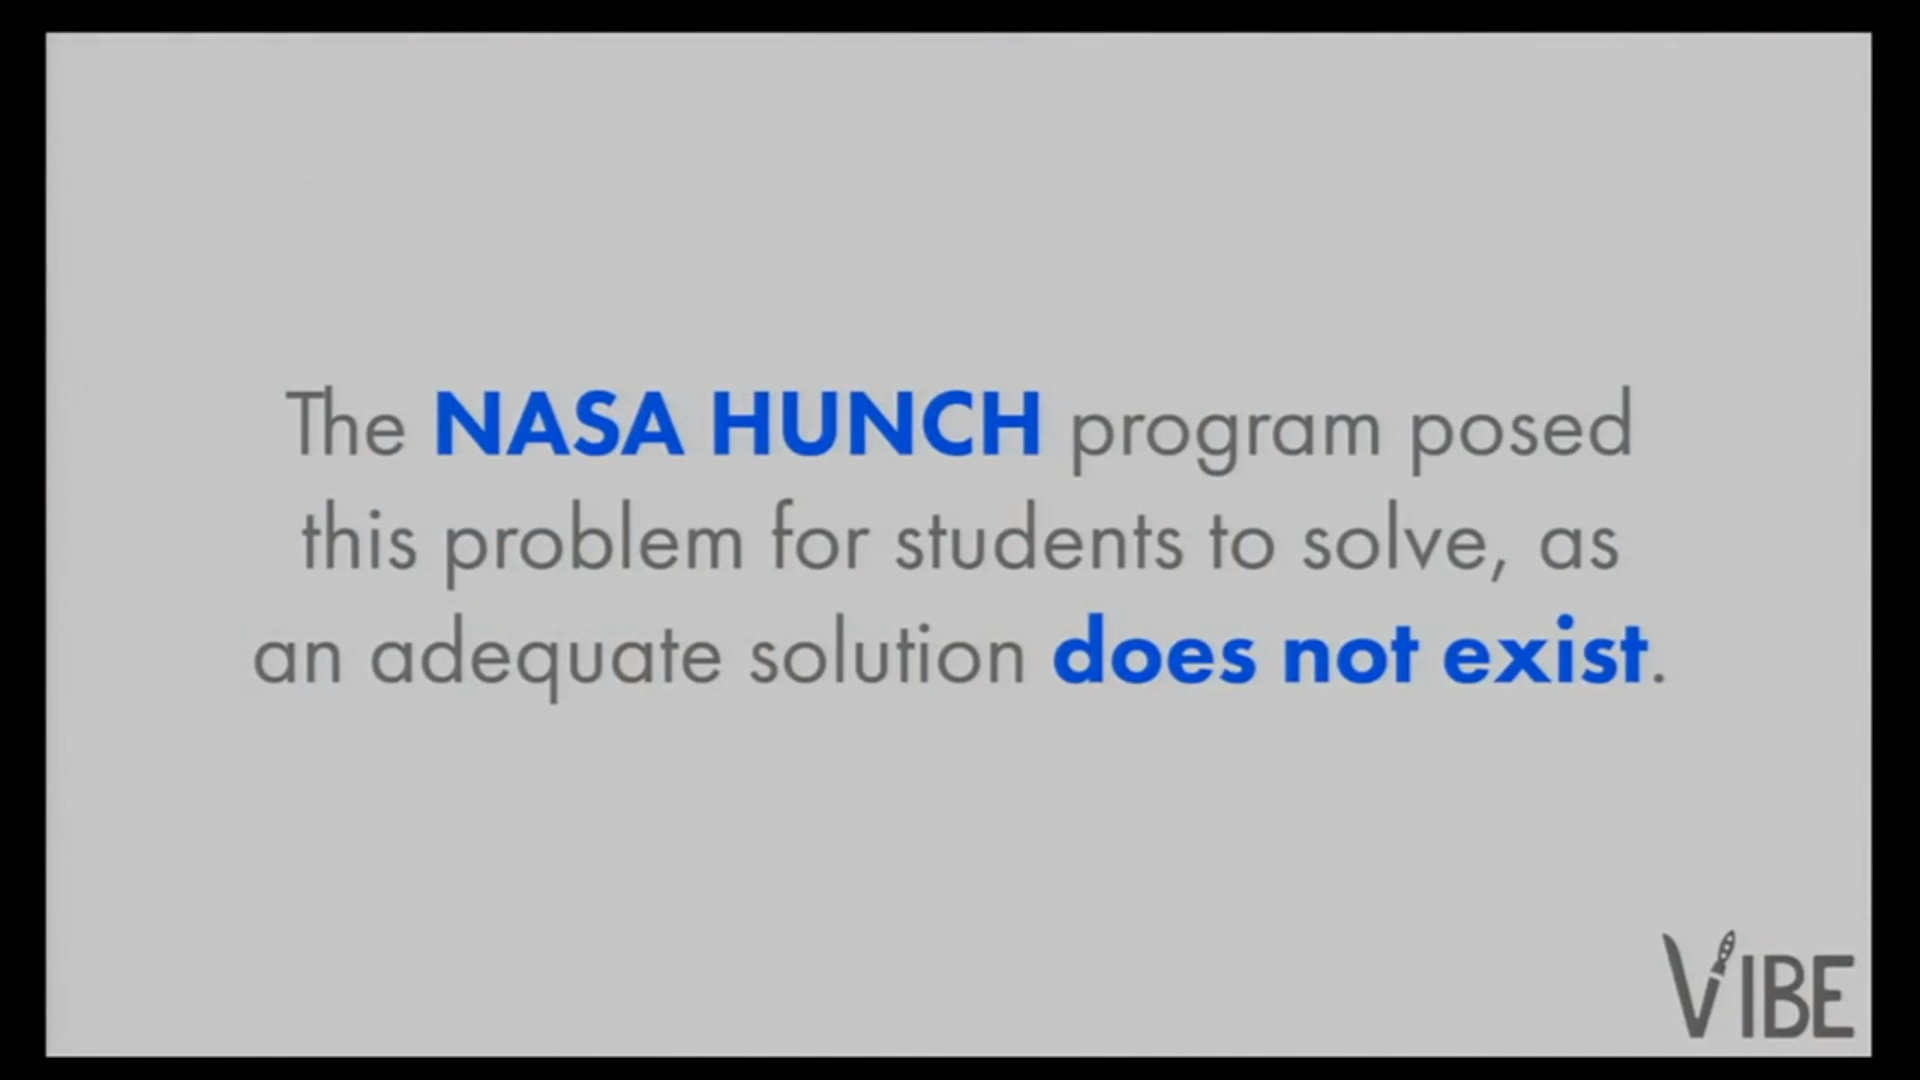 The NASA HUNCH program posed
this problem for students to solve, as
an adequate solution does not exist.
VIBE